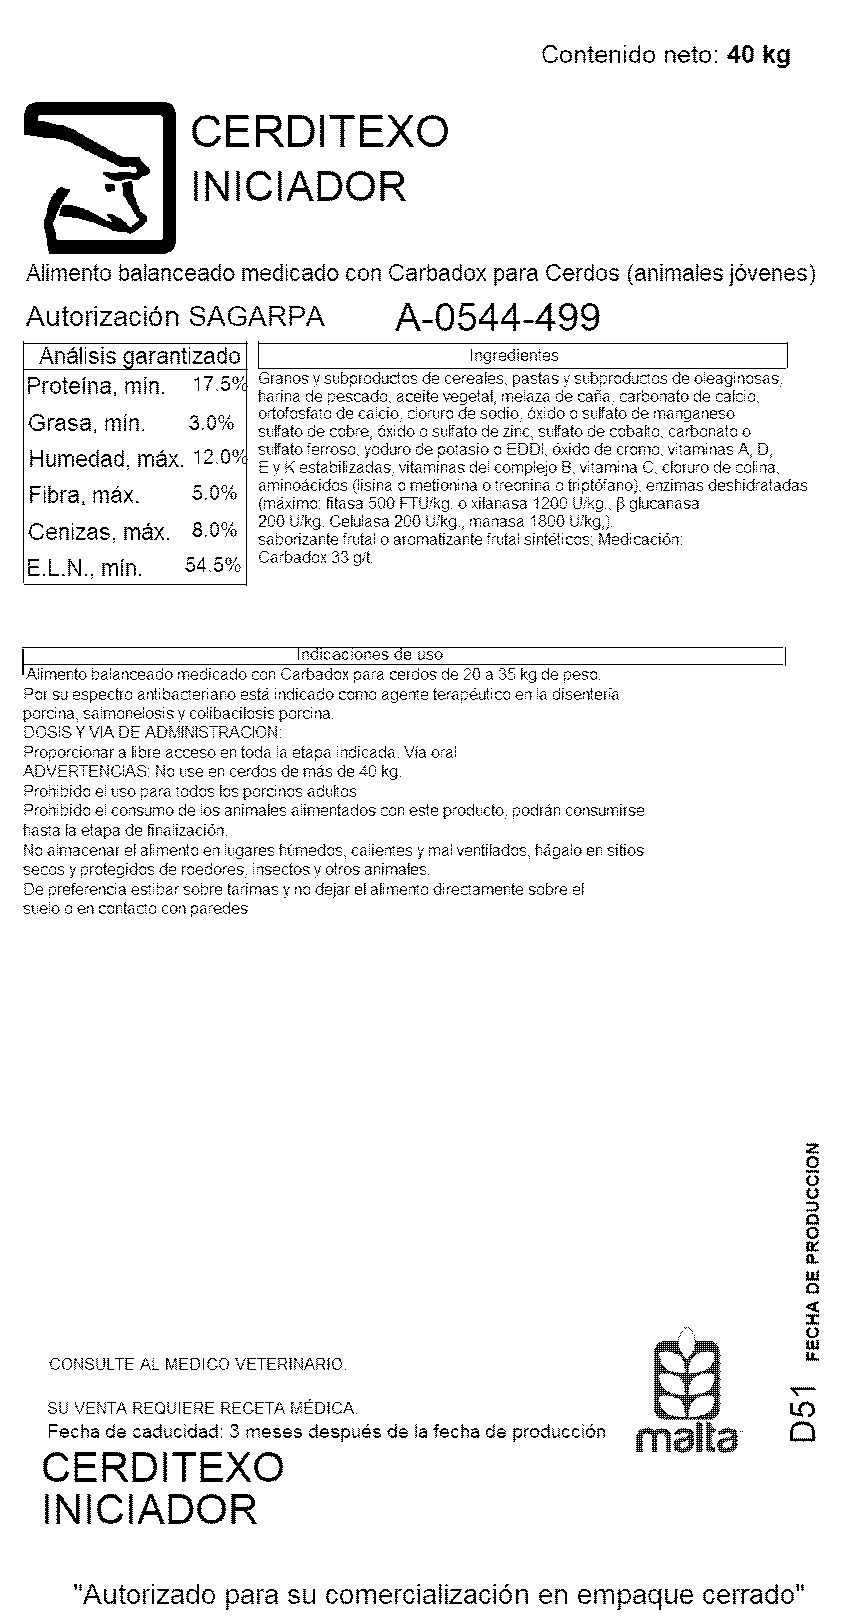 Contenido neto: 40 kg
CERDITEXO
INICIADOR
Alimento balanceado medicado con Carbadox para Cerdos (animales jóvenes)
Autorización SAGARPA A-0544-499
Análisis garantizado
Proteína, mín. 17.5%
Grasa, mín. 3.0%
Humedad, máx. 12.0%
Fibra, máx. 5.0%
Cenizas, máx. 8.0%
E.L.N., mín. 54.5%
Ingredientes
Granos y subproductos de cereales, pastas y subproductos de oleaginosas,
harina de pescado, aceite vegetal, melaza de caña, carbonato de calcio,
ortofosfato de calcio, cloruro de sodio, óxido o sulfato de manganeso
sulfato de cobre, óxido o sulfato de zinc, sulfato de cobalto, carbonato o
sulfato ferroso, yoduro de potasio o EDDI, óxido de cromo, vitaminas A, D,
E y K estabilizadas, vitaminas del complejo B, vitamina C, cloruro de colina,
aminoácidos (lisina o metionina o treonina o triptófano), enzimas deshidratadas
(máximo: fitasa 500 FTU/kg. o xilanasa 1200 U/kg., β glucanasa
200 U/kg. Celulasa 200 U/kg., manasa 1800 U/kg,).
saborizante frutal o aromatizante frutal sintéticos; Medicación:
Carbadox 33 g/t.
Indicaciones de uso
Alimento balanceado medicado con Carbadox para cerdos de 20 a 35 kg de peso.
Por su espectro antibacteriano está indicado como agente terapéutico en la disentería
porcina, salmonelosis y colibacilosis porcina.
DOSIS Y VIA DE ADMINISTRACION:
Proporcionar a libre acceso en toda la etapa indicada. Vía oral
ADVERTENCIAS: No use en cerdos de más de 40 kg.
Prohibido el uso para todos los porcinos adultos
Prohibido el consumo de los animales alimentados con este producto, podrán consumirse
hasta la etapa de finalización.
No almacenar el alimento en lugares húmedos, calientes y mal ventilados, hágalo en sitios
secos y protegidos de roedores, insectos y otros animales.
De preferencia estibar sobre tarimas y no dejar el alimento directamente sobre el
suelo o en contacto con paredes
D51 FECHA DE PRODUCCION
CONSULTE AL MEDICO VETERINARIO.
SU VENTA REQUIERE RECETA MÉDICA.
Fecha de caducidad: 3 meses después de la fecha de producción
malta
CERDITEXO
INICIADOR
"Autorizado para su comercialización en empaque cerrado"